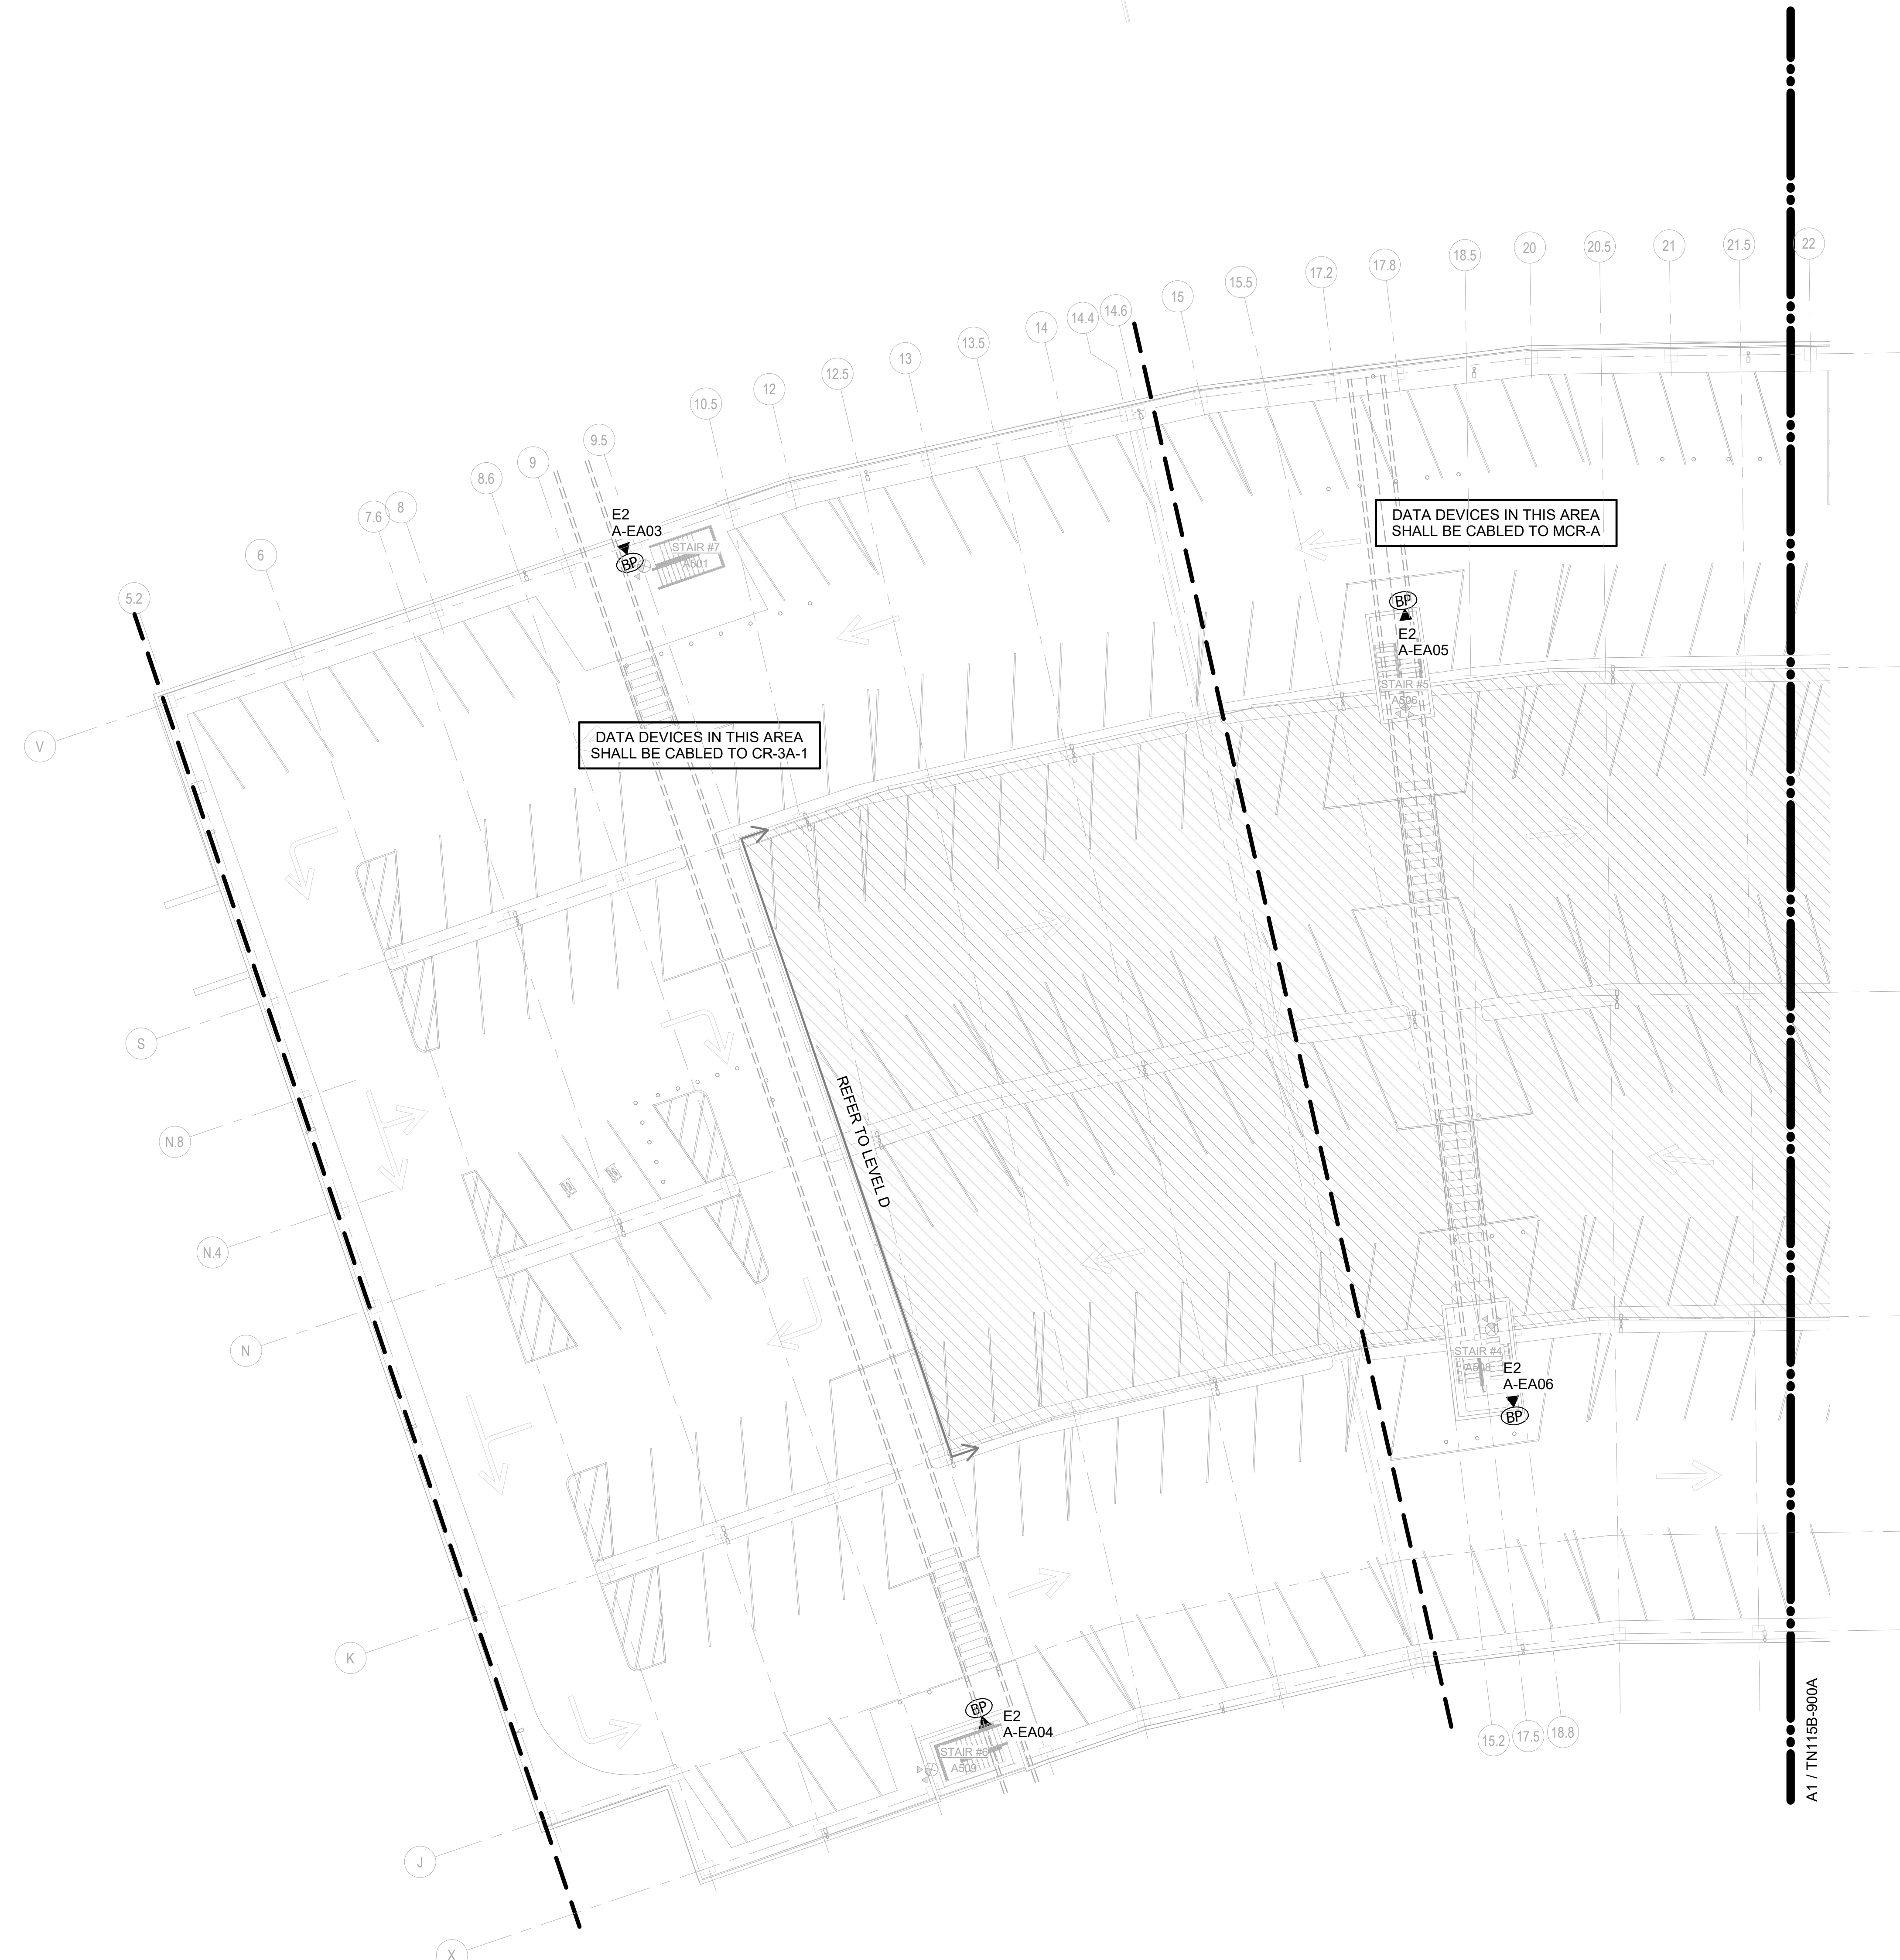 22
21.5
21
20.5
20
18.5
17.8
17.2
15.5
15
14.6
14.4
14
13.5
13
12.5
12
10.5
9.5
9
8.6
8
7.6
6
5.2
E2
A-EA03
BP
STAIR #7
A501
DATA DEVICES IN THIS AREA
SHALL BE CABLED TO MCR-A
BP
E2
A-EA05
STAIR #5
A506
DATA DEVICES IN THIS AREA
SHALL BE CABLED TO CR-3A-1
V
S
N.8
N.4
N
K
J
X
REFER TO LEVEL D
STAIR #4
A508
E2
A-EA06
BP
BP
E2
A-EA04
STAIR #6
A509
15.2
17.5
18.8
A1 / TN115B-900A